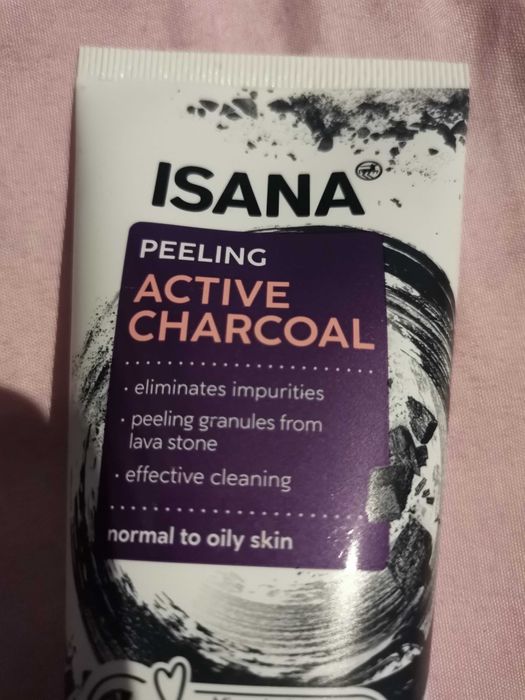 ISANA
PEELING
ACTIVE
CHARCOAL
· eliminates impurities
· peeling granules from
lava stone
· effective cleaning
normal to oily skin